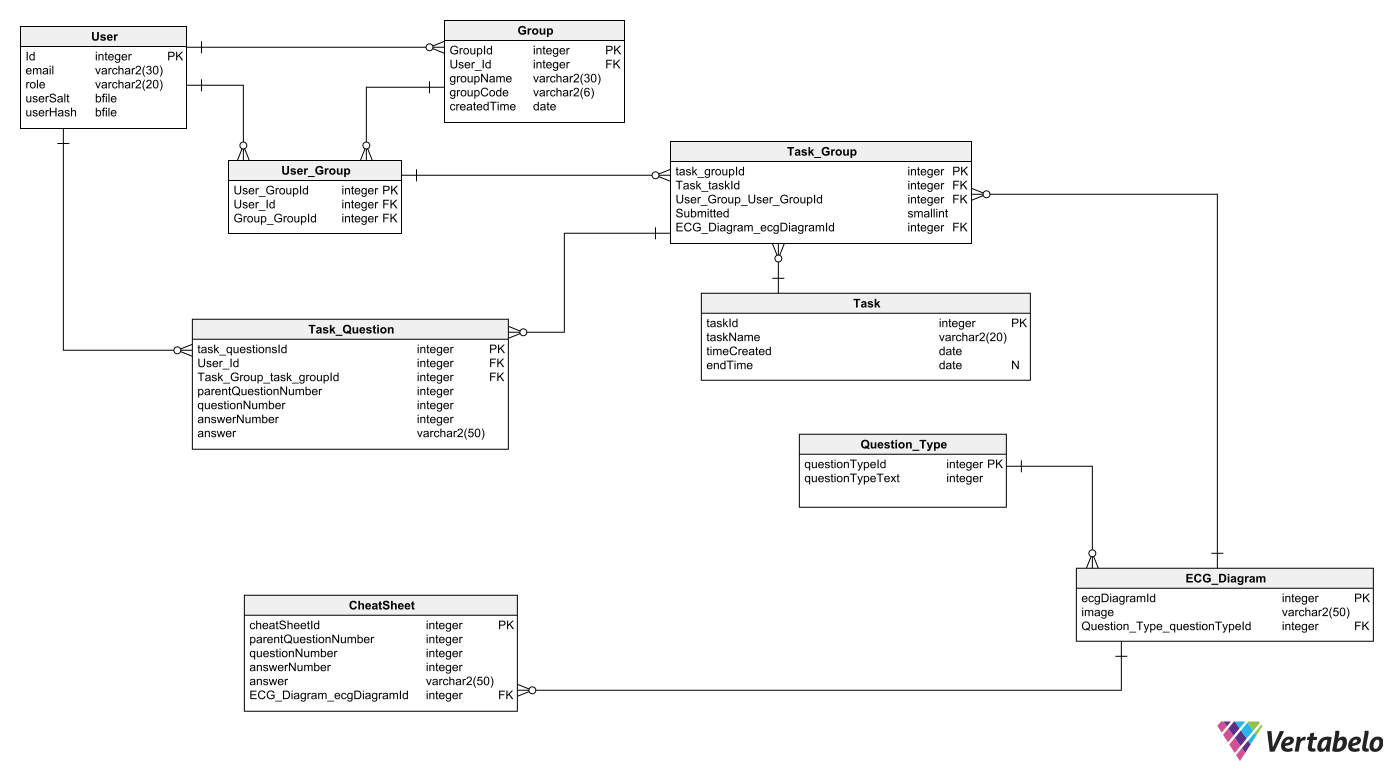 User
Id integer PK
email varchar2(30)
role varchar2(20)
userSalt bfile
userHash bfile
Group
GroupId integer PK
User_Id integer FK
groupName varchar2(30)
groupCode varchar2(6)
createdTime date
User_Group
User_GroupId integer PK
User_Id integer FK
Group_GroupId integer FK
Task_Group
task_groupId integer PK
Task_taskId integer FK
User_Group_User_GroupId integer FK
Submitted smallint
ECG_Diagram_ecgDiagramId integer FK
Task
taskId integer PK
taskName varchar2(20)
timeCreated date
endTime date N
Task_Question
task_questionsId integer PK
User_Id integer FK
Task_Group_task_groupId integer FK
parentQuestionNumber integer
questionNumber integer
answerNumber integer
answer varchar2(50)
Question_Type
questionTypeId integer PK
questionTypeText integer
ECG_Diagram
ecgDiagramId integer PK
image varchar2(50)
Question_Type_questionTypeId integer FK
CheatSheet
cheatSheetId integer PK
parentQuestionNumber integer
questionNumber integer
answerNumber integer
answer varchar2(50)
ECG_Diagram_ecgDiagramId integer FK
Vertabelo